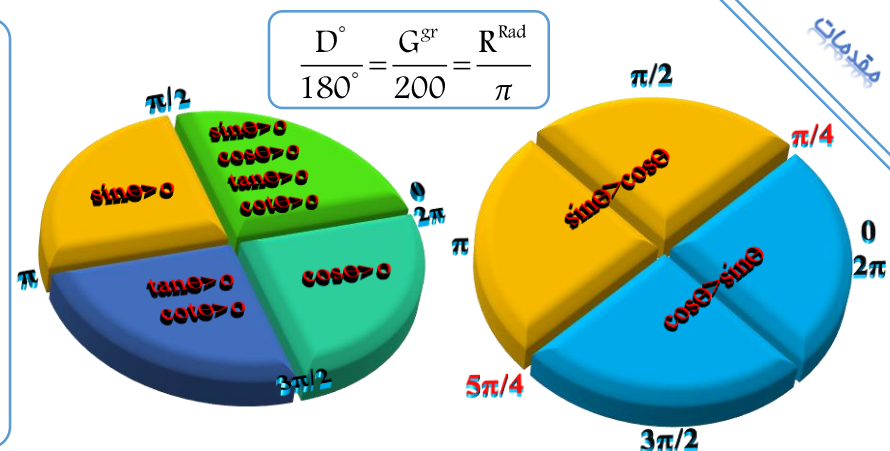 مقدمات
D° / 180° = G^gr / 200 = R^Rad / π
π/2
sinθ>0
cosθ>0
tanθ>0
cotθ>0
sinθ>0
0
2π
π
tanθ>0
cotθ>0
cosθ>0
3π/2
π/2
π/4
sinθ>cosθ
π
0
2π
cosθ>sinθ
5π/4
3π/2